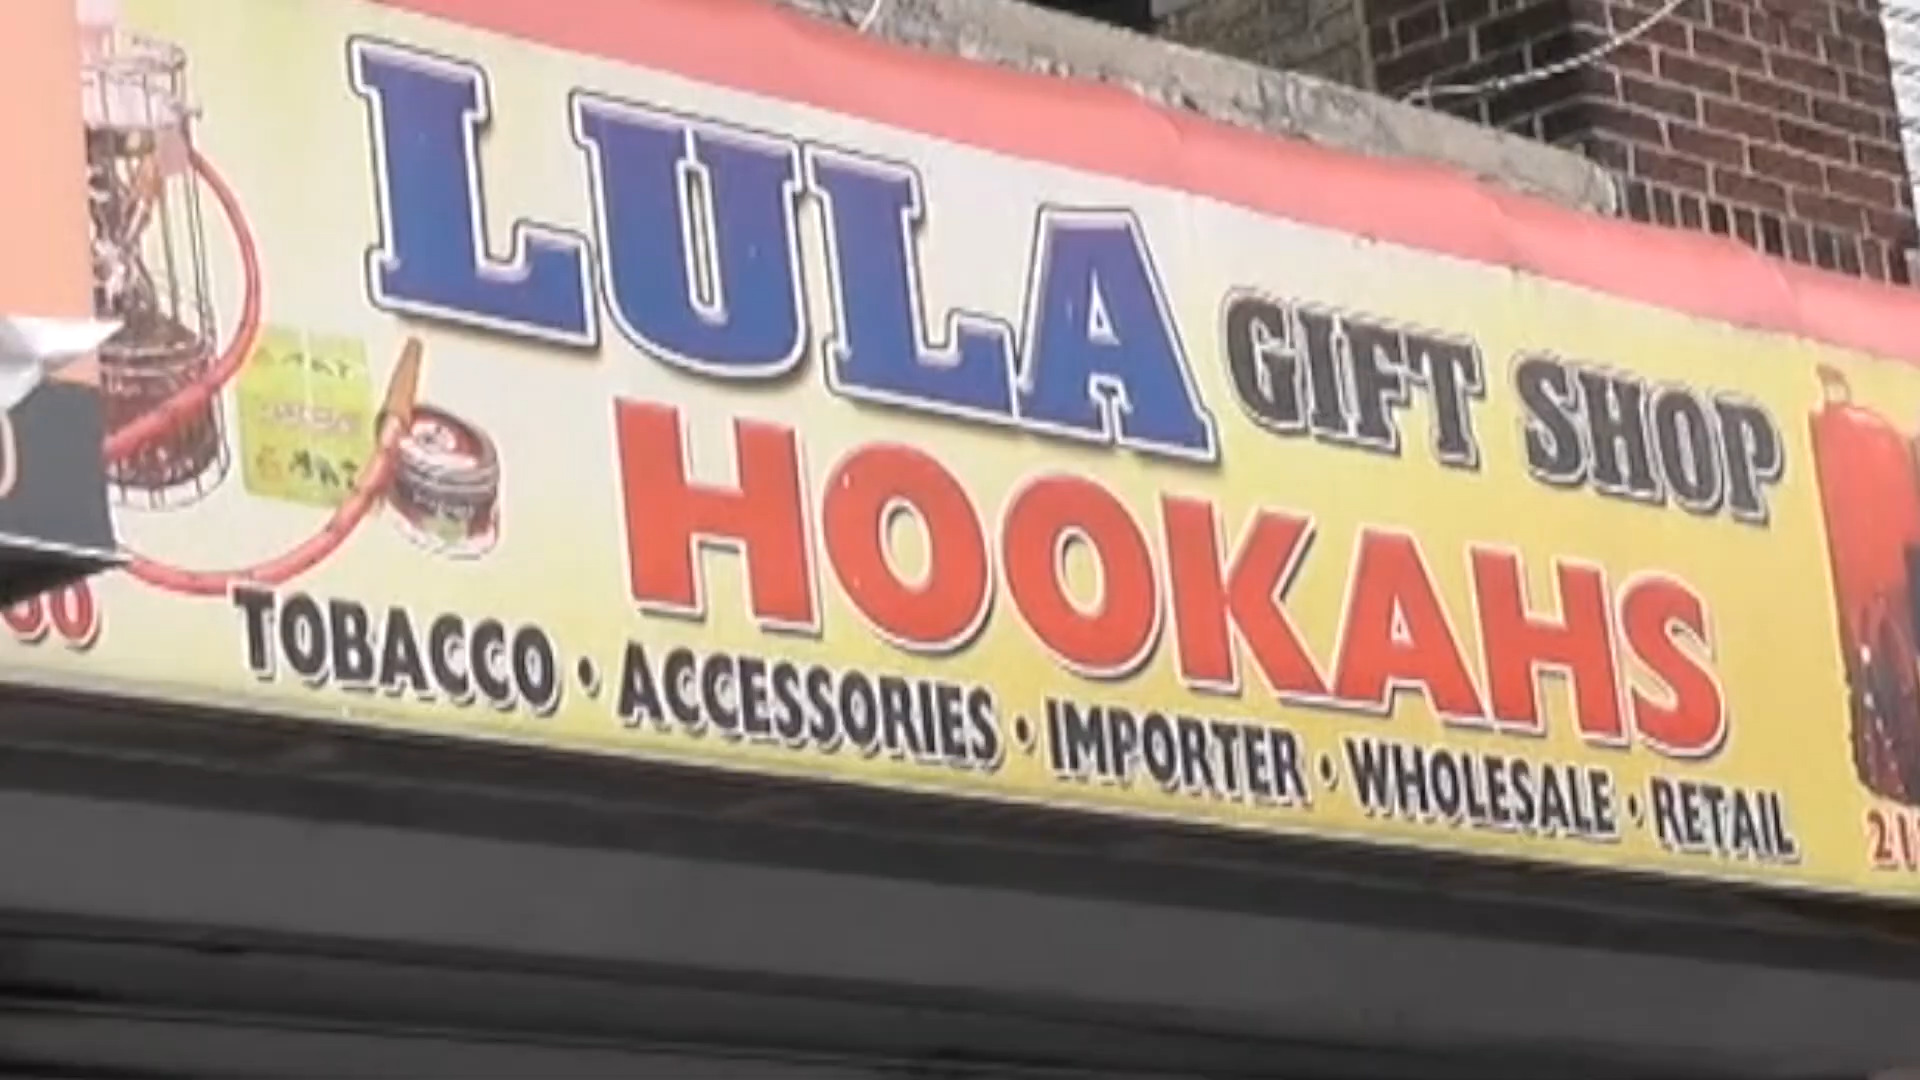 LULA GIFT SHOP
HOOKAHS
TOBACCO • ACCESSORIES • IMPORTER • WHOLESALE • RETAIL